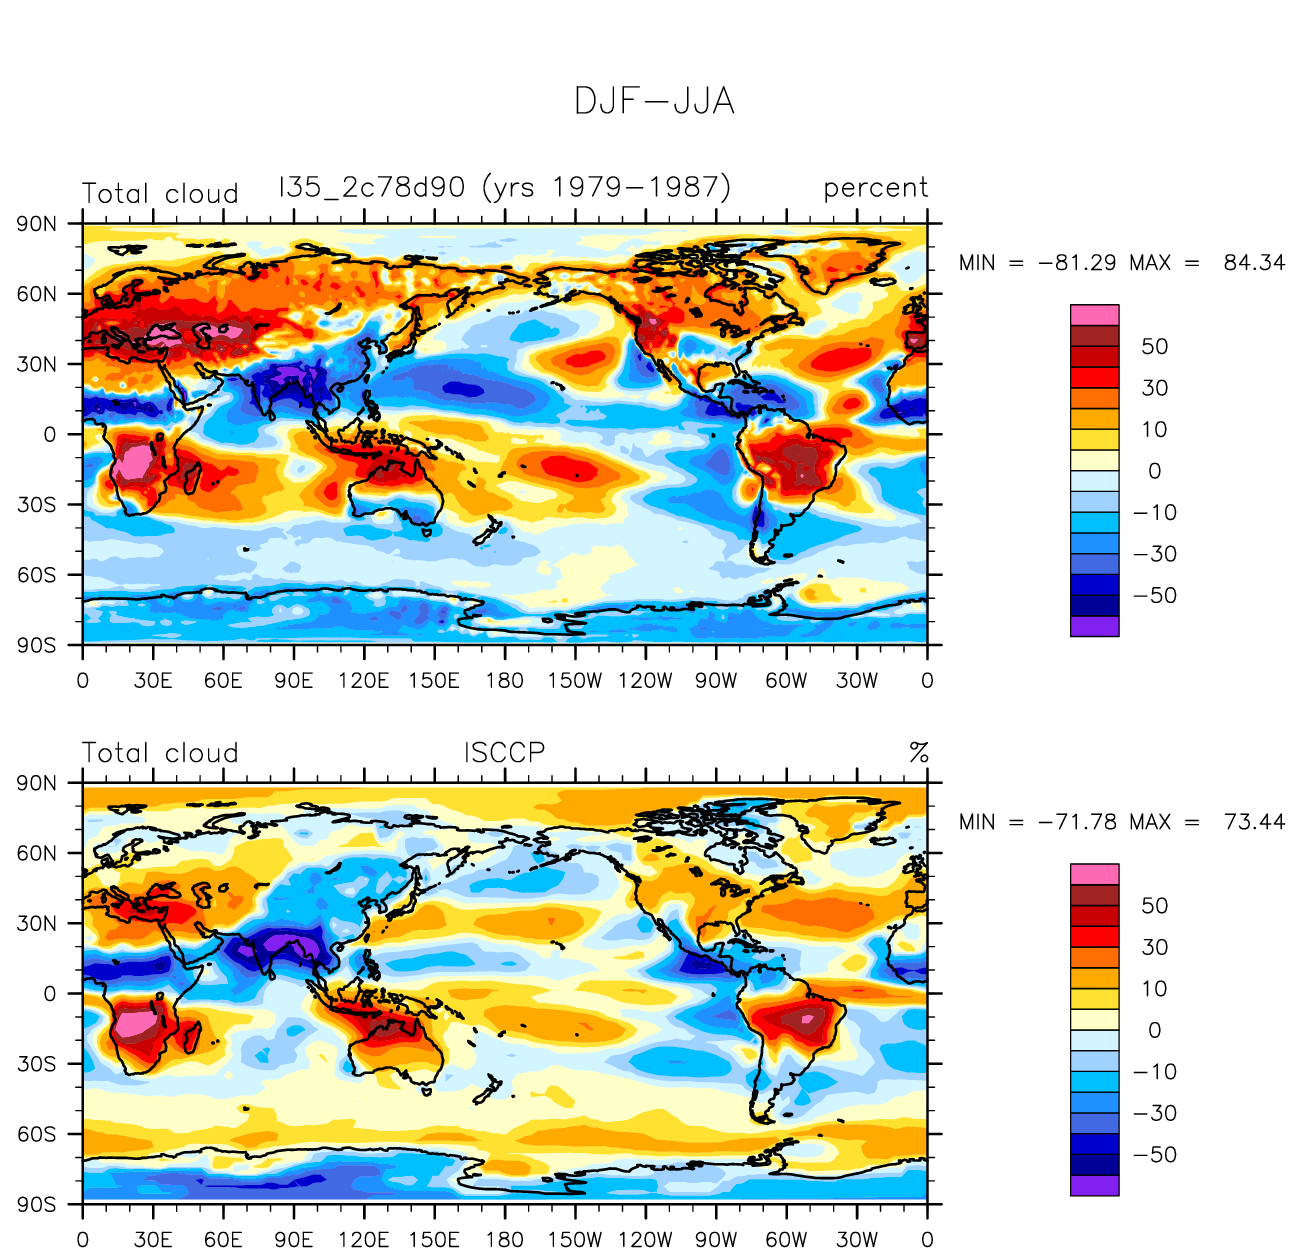 DJF−JJA
Total cloud I35_2c78d90 (yrs 1979−1987) percent
90N
60N
30N
0
30S
60S
90S
0 30E 60E 90E 120E 150E 180 150W 120W 90W 60W 30W 0
MIN = −81.29 MAX = 84.34
50
30
10
0
−10
−30
−50
Total cloud ISCCP %
90N
60N
30N
0
30S
60S
90S
0 30E 60E 90E 120E 150E 180 150W 120W 90W 60W 30W 0
MIN = −71.78 MAX = 73.44
50
30
10
0
−10
−30
−50